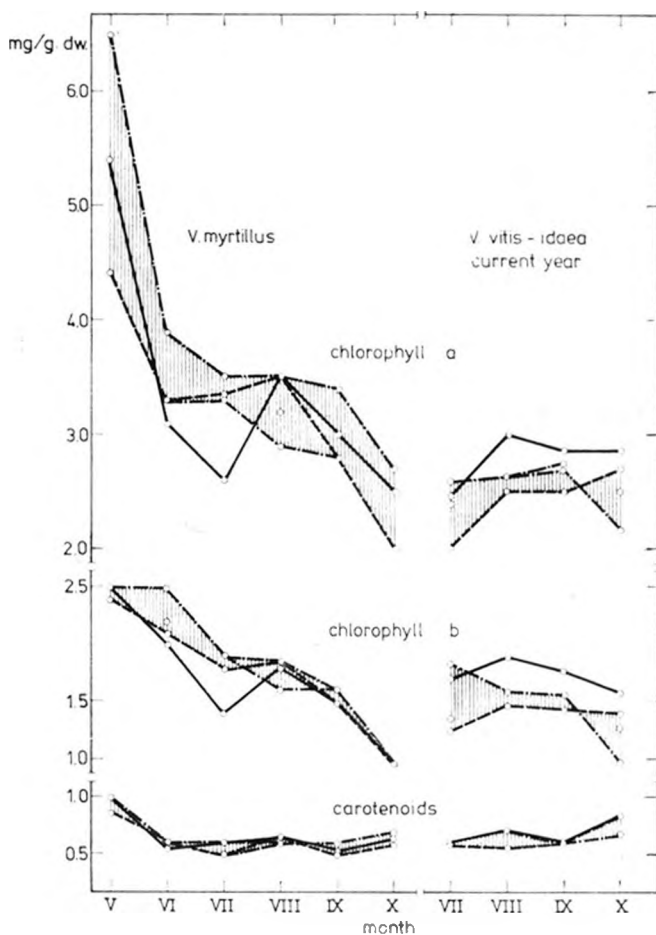 mg/g. dw.
6.0
5.0
V. myrtillus
V. vitis - idaea
current year
4.0
chlorophyll a
3.0
2.0
2.5
chlorophyll b
1.5
1.0
carotenoids
1.0
0.5
V VI VII VIII IX X VII VIII IX X
month